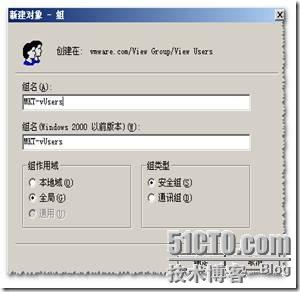 新建对象 - 组
创建在: vmware.com/View Group/View Users
组名(A):
WKT-vUsers
组名(Windows 2000 以前版本)(W):
WKT-vUsers
组作用域
本地域(O)
全局(G)
通用(U)
组类型
安全组(S)
通讯组(D)
51CTO.com
技术博客 Blog